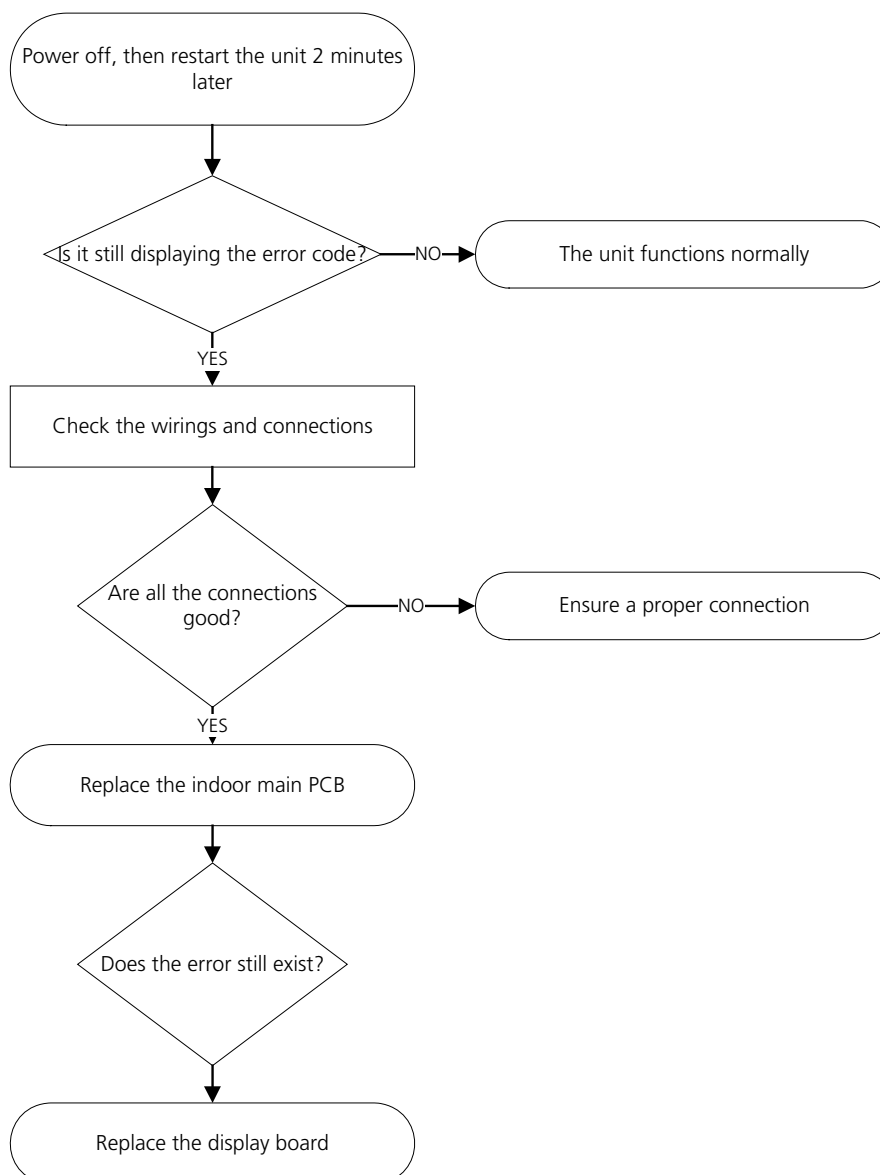 Power off, then restart the unit 2 minutes
later
Is it still displaying the error code?
NO
The unit functions normally
YES
Check the wirings and connections
Are all the connections
good?
NO
Ensure a proper connection
YES
Replace the indoor main PCB
Does the error still exist?
Replace the display board